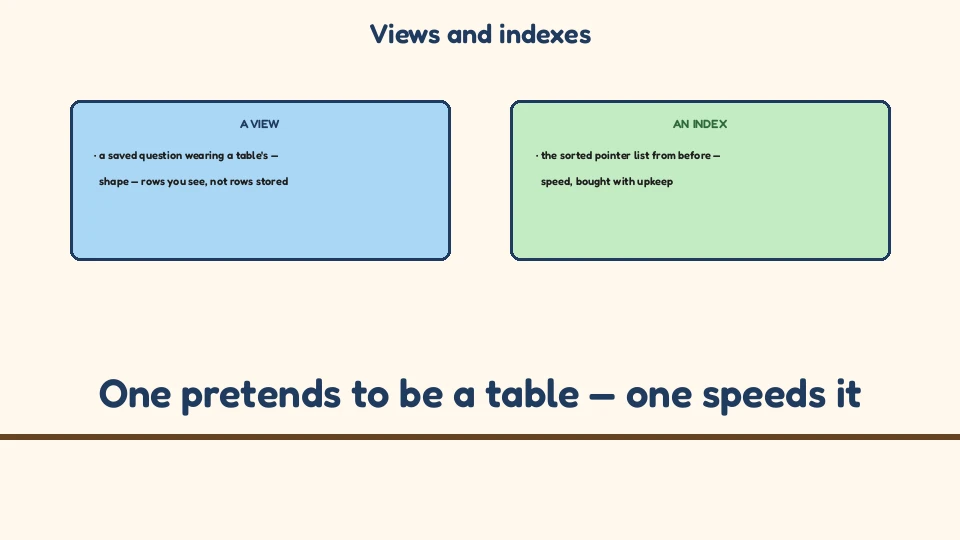 Views and indexes
A VIEW
· a saved question wearing a table's —
shape — rows you see, not rows stored
AN INDEX
· the sorted pointer list from before —
speed, bought with upkeep
One pretends to be a table — one speeds it